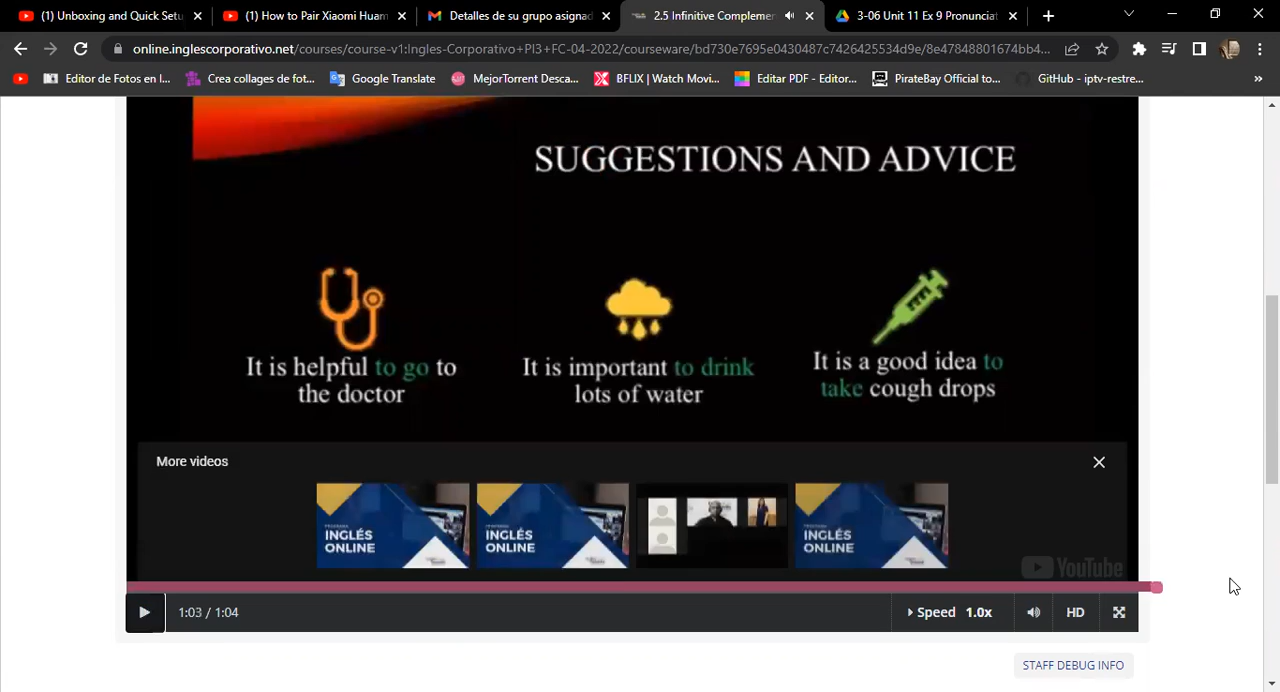 (1) Unboxing and Quick Setu
(1) How to Pair Xiaomi Huam
Detalles de su grupo asignad
2.5 Infinitive Complemen
3-06 Unit 11 Ex 9 Pronunciat
online.inglescorporativo.net/courses/course-v1:Ingles-Corporativo+PI3+FC-04-2022/courseware/bd730e7695e0430487c7426425534d9e/8e47848801674bb4...
Editor de Fotos en l...
Crea collages de fot...
Google Translate
MejorTorrent Desca...
BFLIX | Watch Movi...
Editar PDF - Editor...
PirateBay Official to...
GitHub - iptv-restre...
»
SUGGESTIONS AND ADVICE
It is helpful to go to
the doctor
It is important to drink
lots of water
It is a good idea to
take cough drops
More videos
INGLÉS
ONLINE
INGLÉS
ONLINE
INGLÉS
ONLINE
YouTube
1:03 / 1:04
Speed 1.0x
HD
STAFF DEBUG INFO